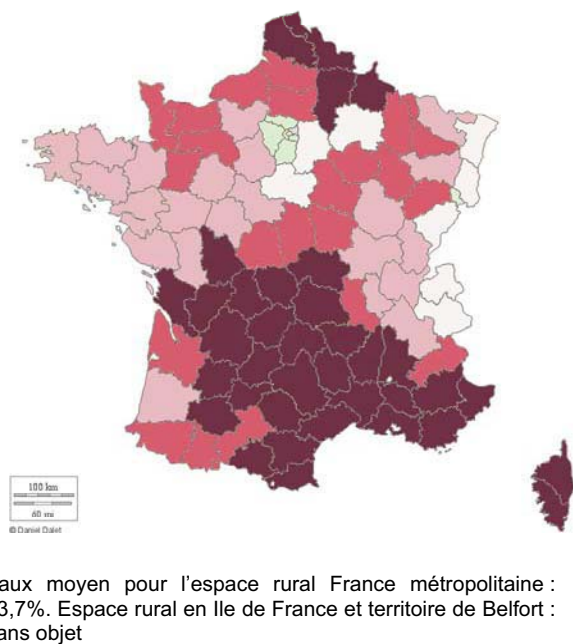 100 km
60 mi
© Daniel Dalet
aux moyen pour l'espace rural France métropolitaine :
3,7%. Espace rural en Ile de France et territoire de Belfort :
ans objet